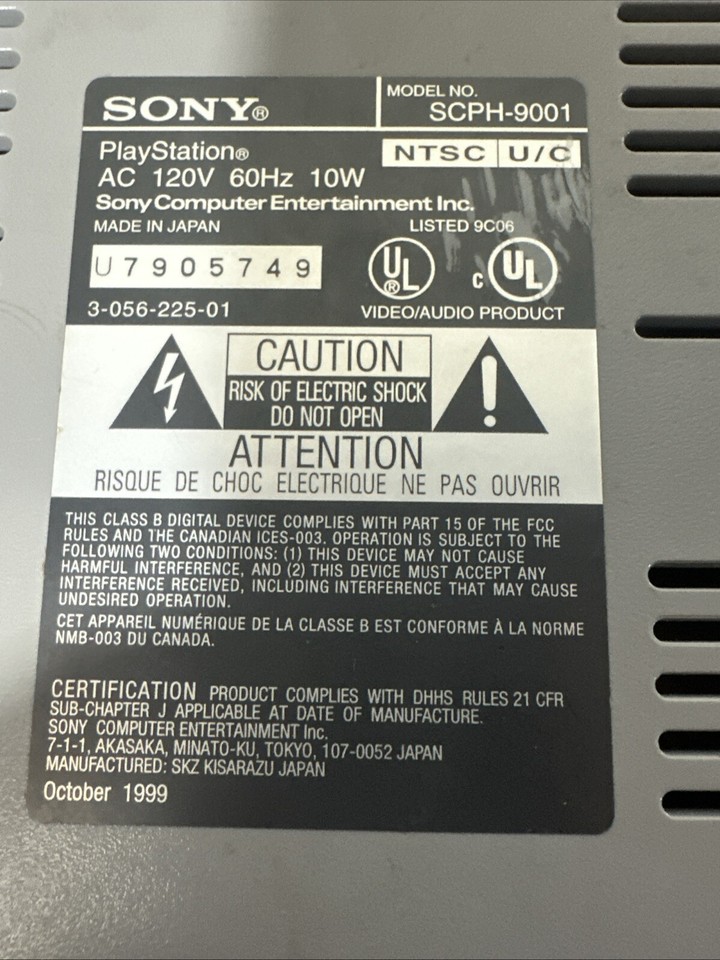 SONY®
MODEL NO.
SCPH-9001
PlayStation®
NTSC U/C
AC 120V 60Hz 10W
Sony Computer Entertainment Inc.
MADE IN JAPAN
LISTED 9C06
U7905749
UL ®
C UL
3-056-225-01
VIDEO/AUDIO PRODUCT
CAUTION
RISK OF ELECTRIC SHOCK
DO NOT OPEN
ATTENTION
RISQUE DE CHOC ELECTRIQUE NE PAS OUVRIR
THIS CLASS B DIGITAL DEVICE COMPLIES WITH PART 15 OF THE FCC
RULES AND THE CANADIAN ICES-003. OPERATION IS SUBJECT TO THE
FOLLOWING TWO CONDITIONS: (1) THIS DEVICE MAY NOT CAUSE
HARMFUL INTERFERENCE, AND (2) THIS DEVICE MUST ACCEPT ANY
INTERFERENCE RECEIVED, INCLUDING INTERFERENCE THAT MAY CAUSE
UNDESIRED OPERATION.
CET APPAREIL NUMÉRIQUE DE LA CLASSE B EST CONFORME À LA NORME
NMB-003 DU CANADA.
CERTIFICATION PRODUCT COMPLIES WITH DHHS RULES 21 CFR
SUB-CHAPTER J APPLICABLE AT DATE OF MANUFACTURE.
SONY COMPUTER ENTERTAINMENT Inc.
7-1-1, AKASAKA, MINATO-KU, TOKYO, 107-0052 JAPAN
MANUFACTURED: SKZ KISARAZU JAPAN
October 1999